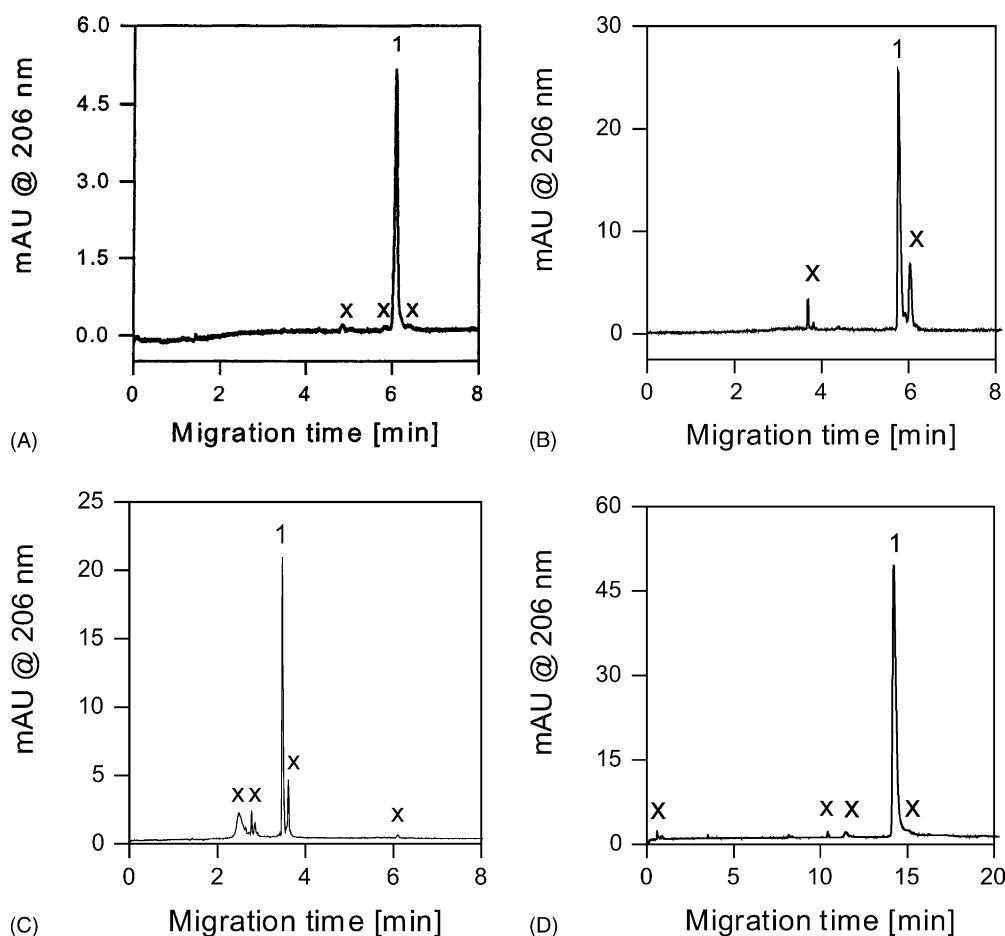 6.0
4.5
3.0
1.5
0.0
mAU @ 206 nm
1
x x x
0 2 4 6 8
Migration time [min]
(A)
30
20
10
0
mAU @ 206 nm
1
x
x
0 2 4 6 8
Migration time [min]
(B)
25
20
15
10
5
0
mAU @ 206 nm
1
x
x x
x
0 2 4 6 8
Migration time [min]
(C)
60
45
30
15
0
mAU @ 206 nm
1
x x x x
0 5 10 15 20
Migration time [min]
(D)